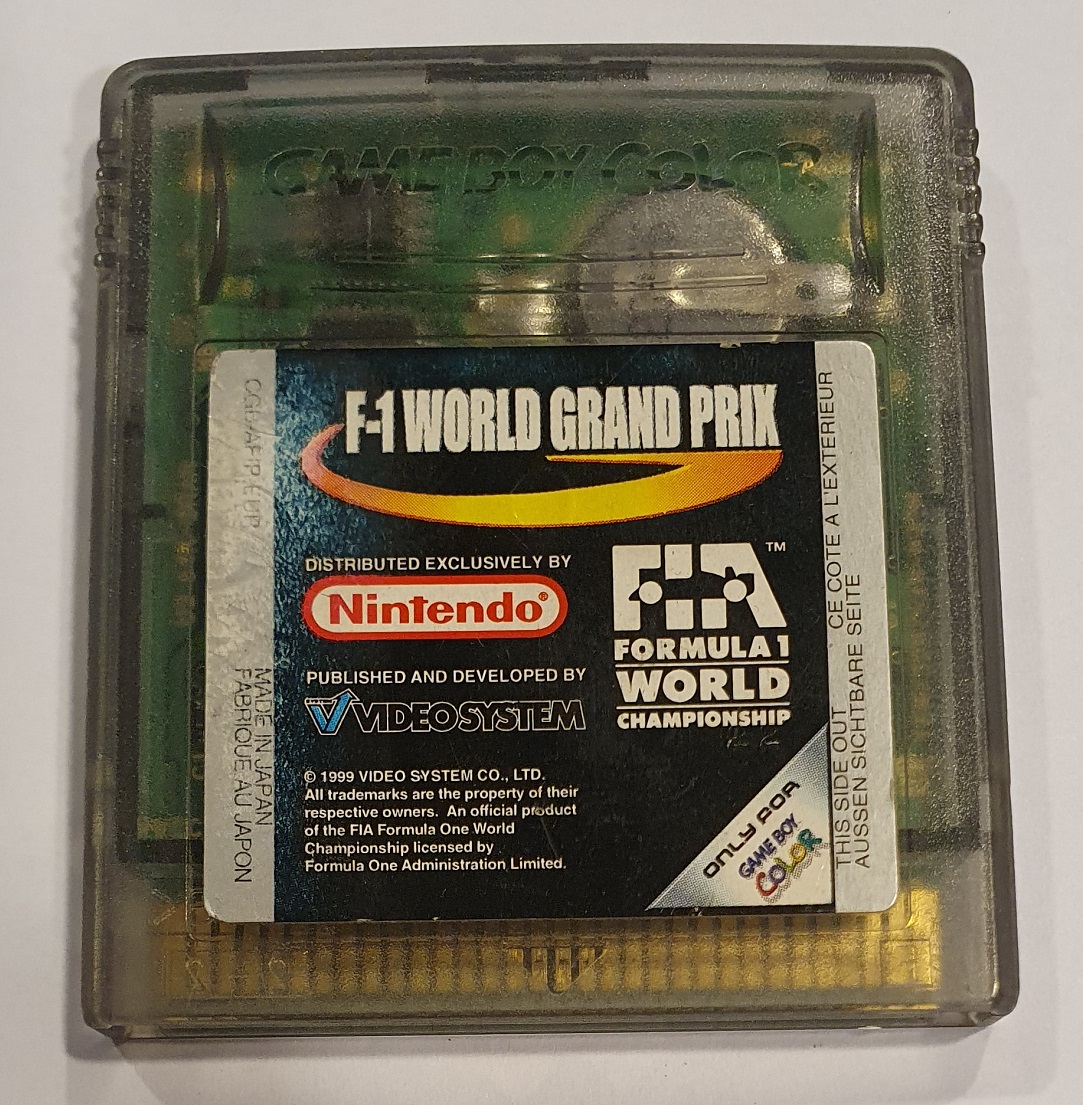 GAME BOY COLOR
F-1 WORLD GRAND PRIX
DISTRIBUTED EXCLUSIVELY BY
Nintendo®
PUBLISHED AND DEVELOPED BY
VIDEOSYSTEM
© 1999 VIDEO SYSTEM CO., LTD.
All trademarks are the property of their
respective owners. An official product
of the FIA Formula One World
Championship licensed by
Formula One Administration Limited.
FIA™
FORMULA 1
WORLD
CHAMPIONSHIP
ONLY FOR
GAME BOY
COLOR
MADE IN JAPAN
FABRIQUE AU JAPON
THIS SIDE OUT CE COTE A L'EXTERIEUR
AUSSEN SICHTBARE SEITE